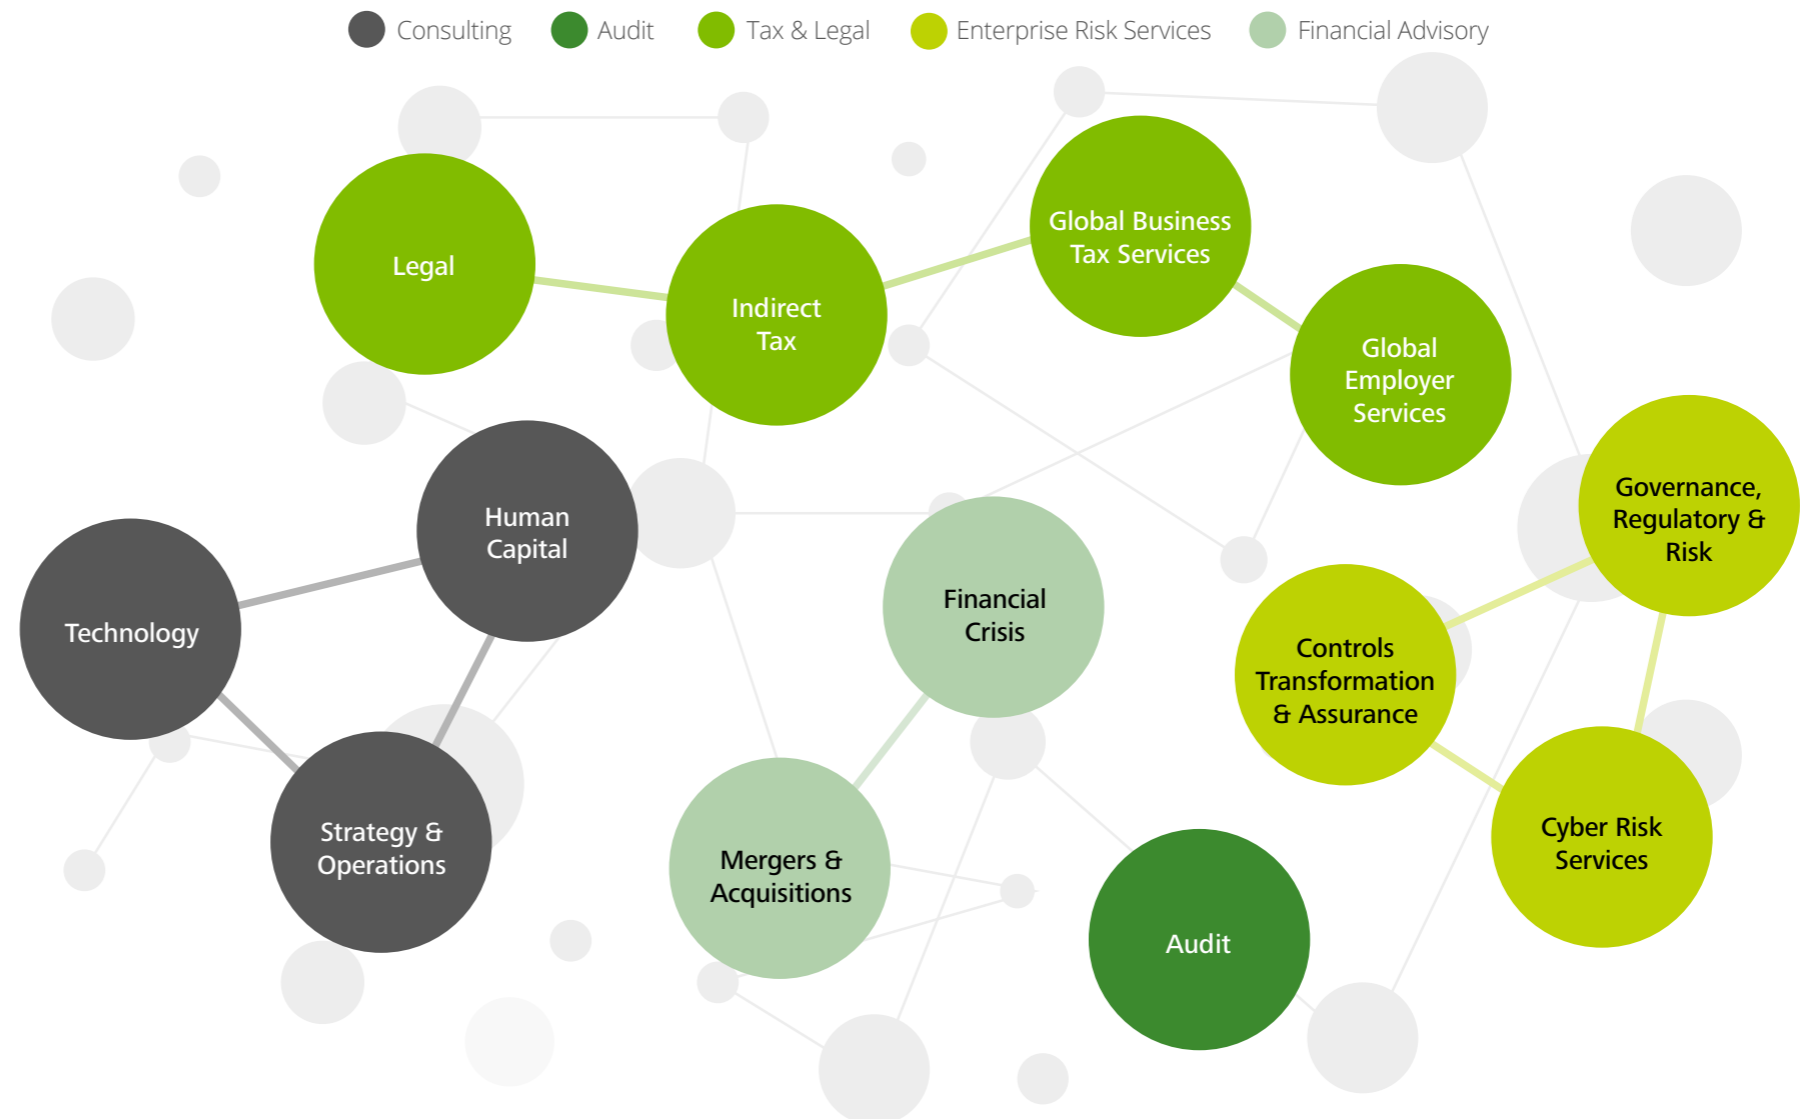 Consulting
Audit
Tax & Legal
Enterprise Risk Services
Financial Advisory
Legal
Indirect
Tax
Global Business
Tax Services
Global
Employer
Services
Governance,
Regulatory &
Risk
Human
Capital
Technology
Financial
Crisis
Controls
Transformation
& Assurance
Strategy &
Operations
Mergers &
Acquisitions
Cyber Risk
Services
Audit